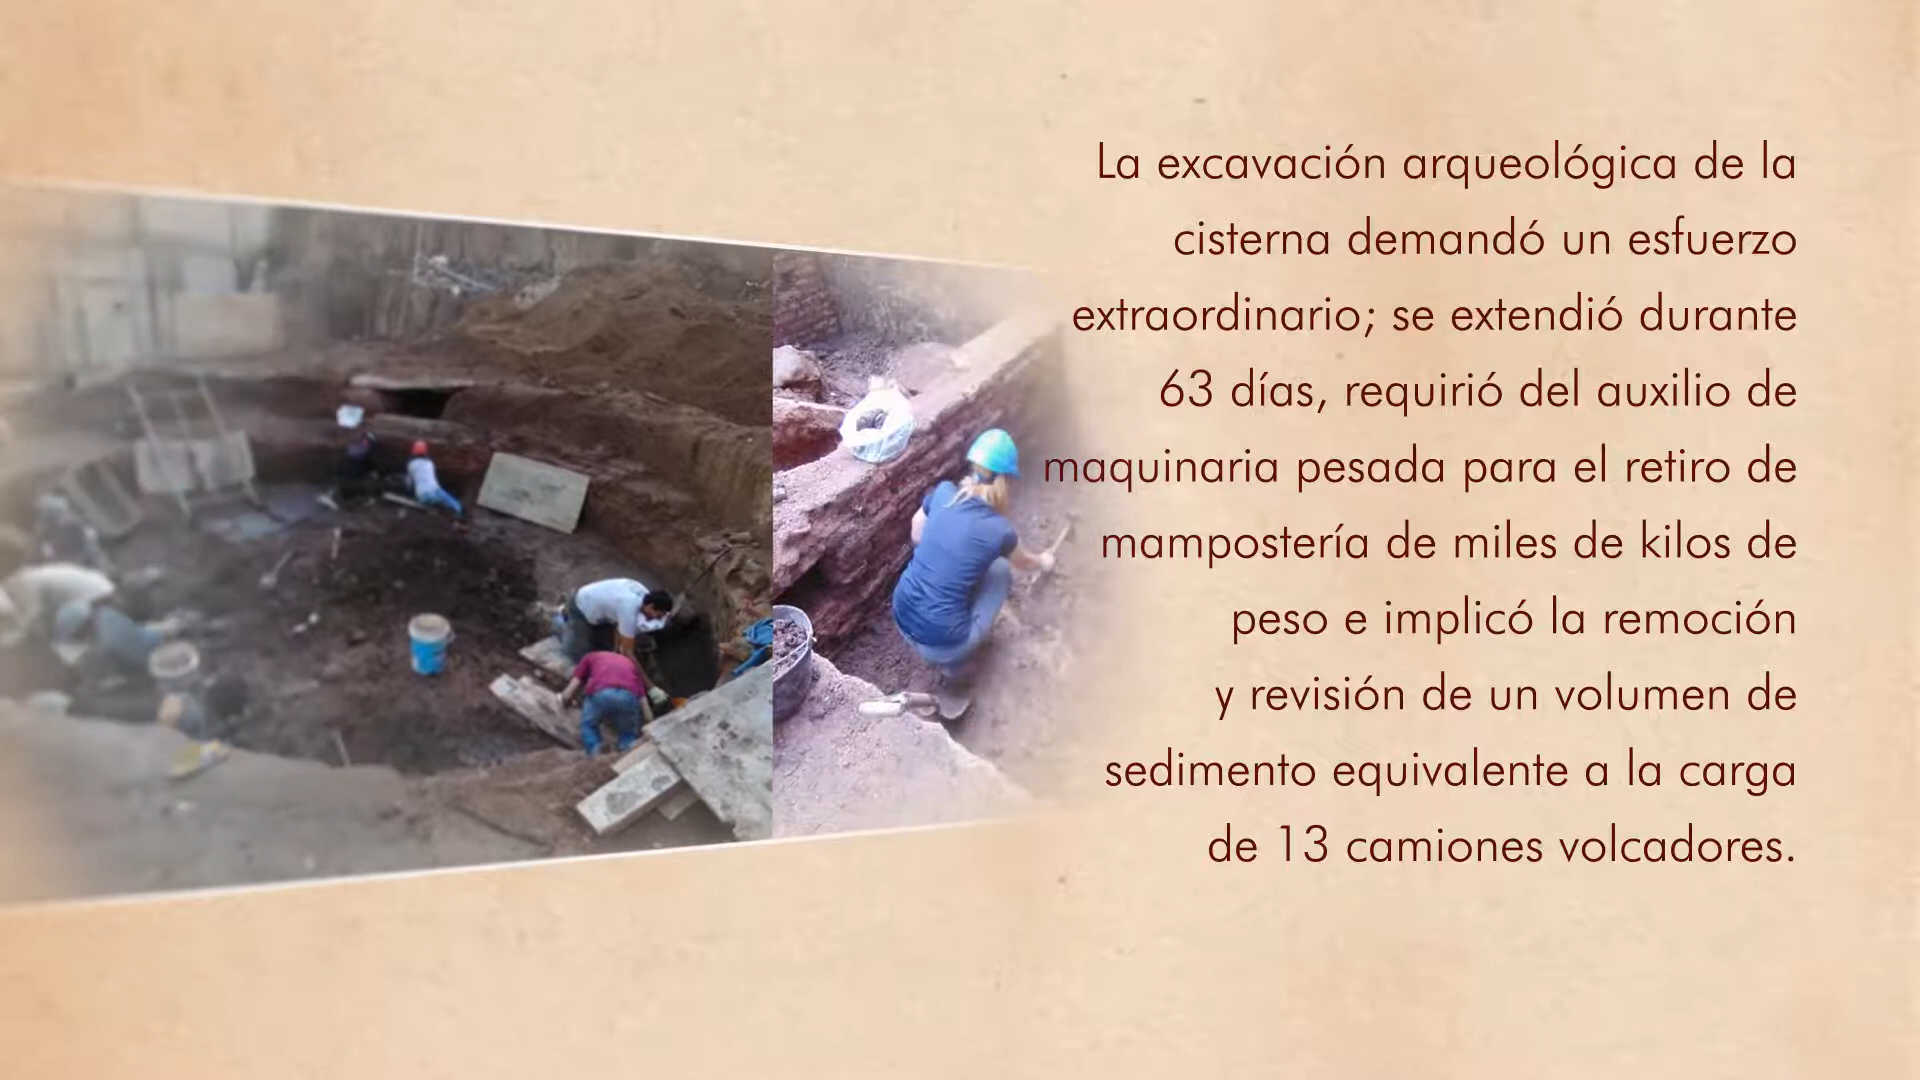 La excavación arqueológica de la
cisterna demandó un esfuerzo
extraordinario; se extendió durante
63 días, requirió del auxilio de
maquinaria pesada para el retiro de
mampostería de miles de kilos de
peso e implicó la remoción
y revisión de un volumen de
sedimento equivalente a la carga
de 13 camiones volcadores.